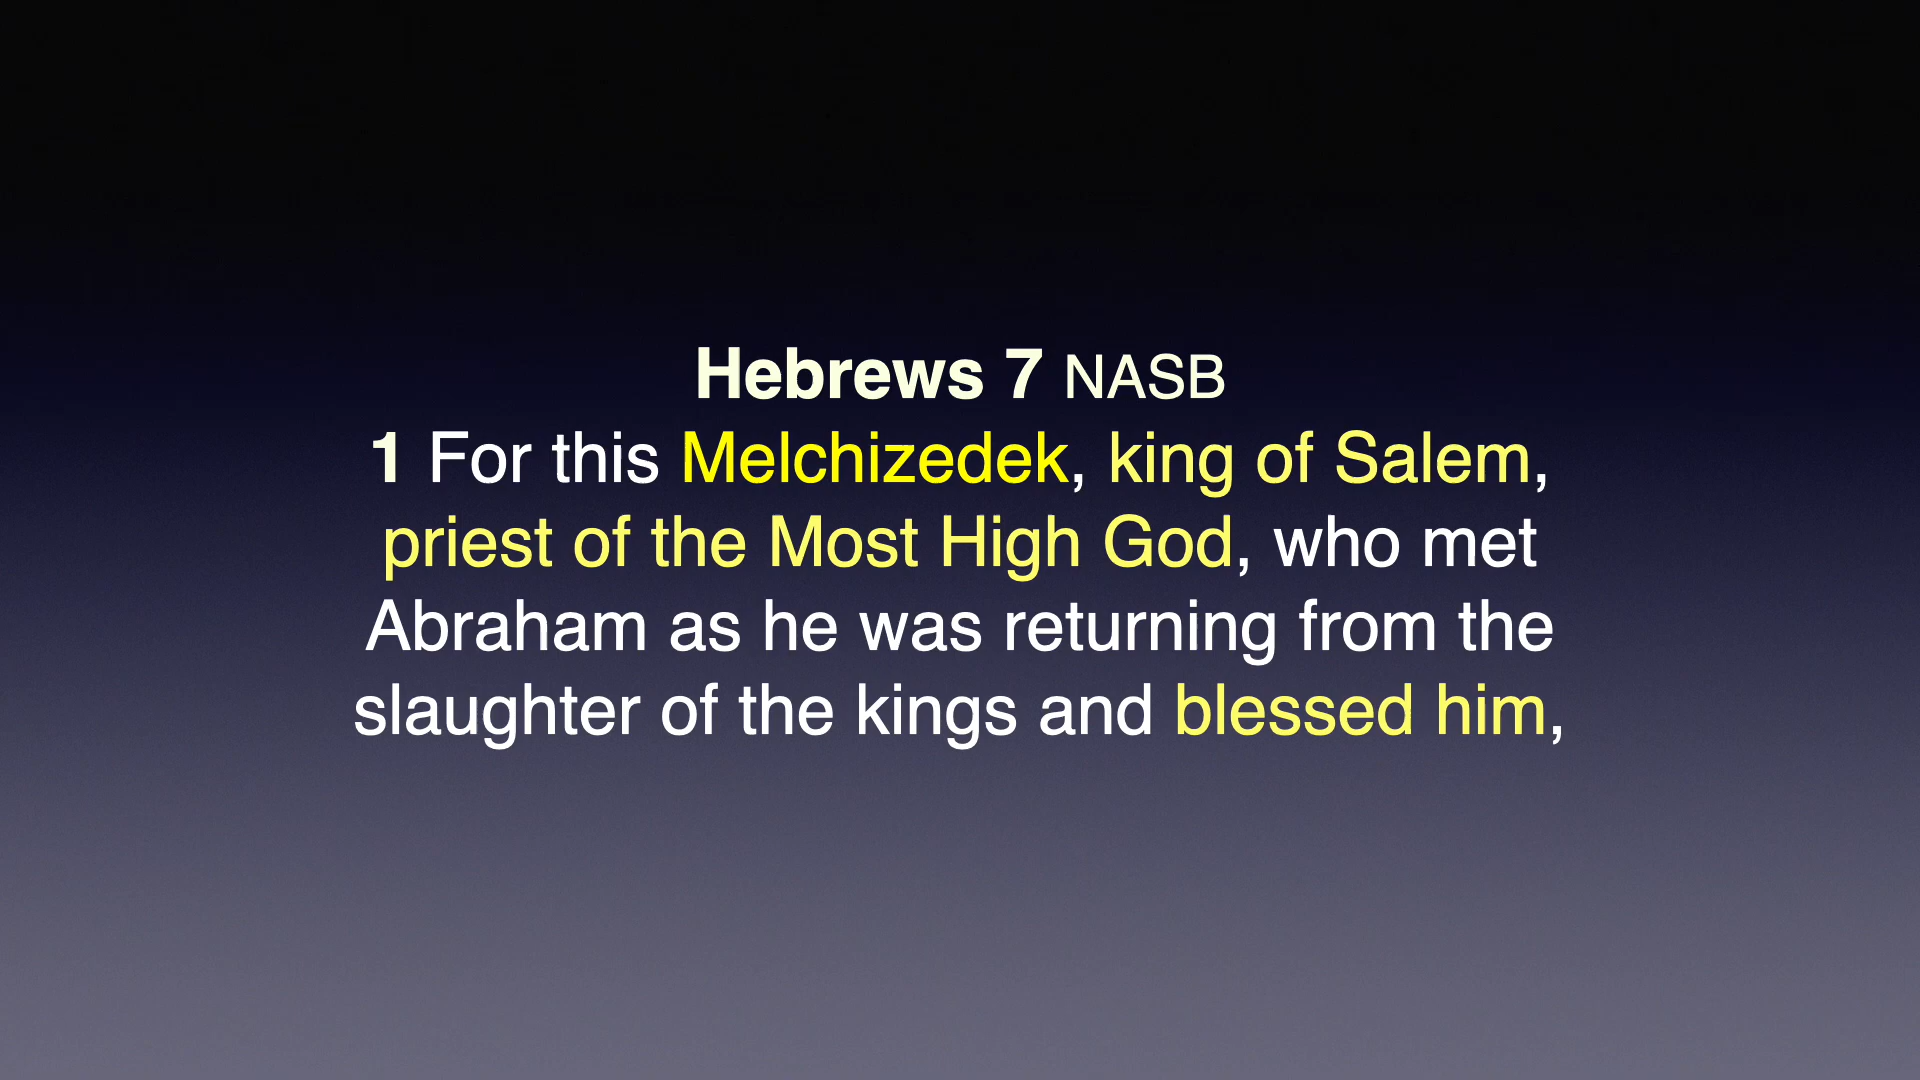 Hebrews 7 NASB
1 For this Melchizedek, king of Salem,
priest of the Most High God, who met
Abraham as he was returning from the
slaughter of the kings and blessed him,